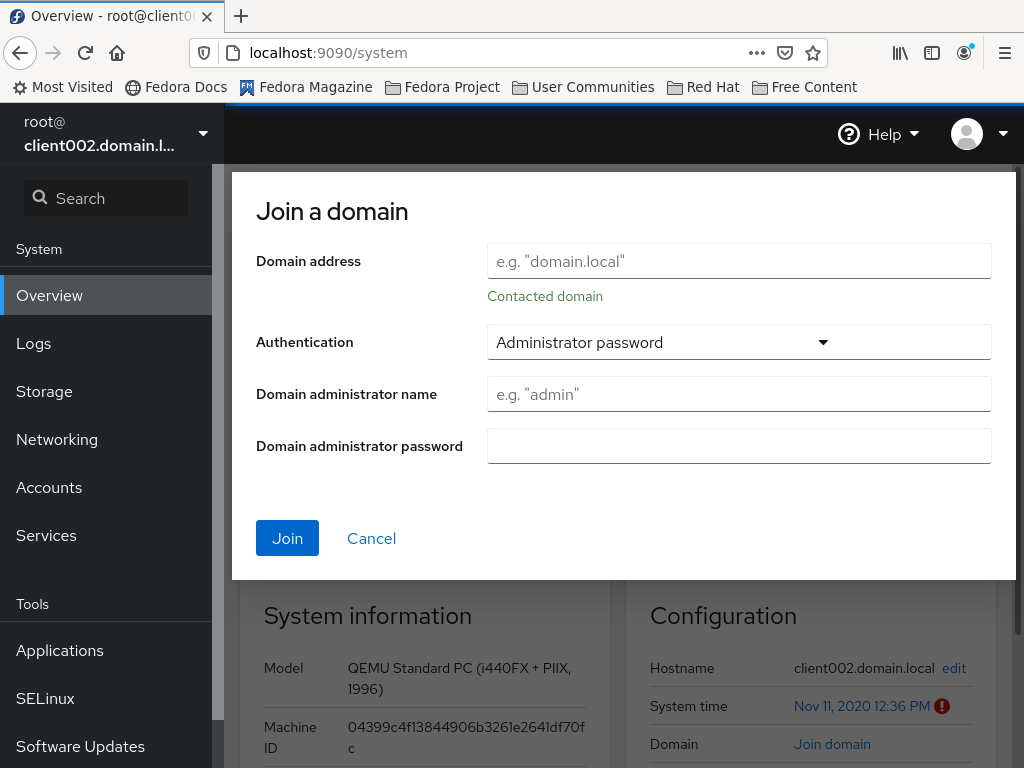 Overview - root@client0
localhost:9090/system
Most Visited Fedora Docs Fedora Magazine Fedora Project User Communities Red Hat Free Content
root@
client002.domain.l...
Help
Search
System
Overview
Logs
Storage
Networking
Accounts
Services
Tools
Applications
SELinux
Software Updates
Join a domain
Domain address
e.g. "domain.local"
Contacted domain
Authentication
Administrator password
Domain administrator name
e.g. "admin"
Domain administrator password
Join Cancel
System information
Model
QEMU Standard PC (i440FX + PIIX,
1996)
Machine
ID
04399c4f13844906b3261e2641df70f
c
Configuration
Hostname client002.domain.local edit
System time Nov 11, 2020 12:36 PM
Domain Join domain